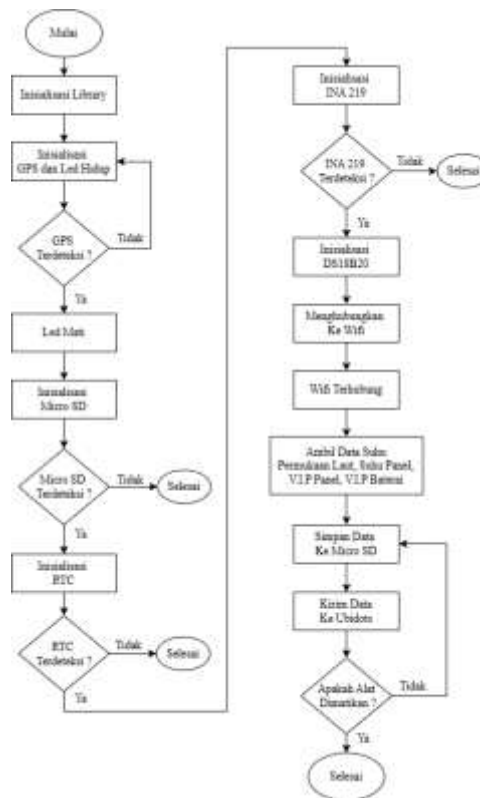 Mulai
Inisialisasi Library
Inisialisasi
GPS dan Led Hidup
GPS
Terdeteksi ?
Tidak
Ya
Led Mati
Inisialisasi
Micro SD
Micro SD
Terdeteksi ?
Tidak
Selesai
Ya
Inisialisasi
RTC
RTC
Terdeteksi ?
Tidak
Selesai
Ya
Inisialisasi
INA 219
INA 219
Terdeteksi ?
Tidak
Selesai
Ya
Inisialisasi
DS18B20
Menghubungkan
Ke Wifi
Wifi Terhubung
Ambil Data Suhu
Permukaan Laut, Suhu Panel,
V.I.P Panel, V.I.P Baterai
Simpan Data
Ke Micro SD
Kirim Data
Ke Ubidots
Apakah Alat
Dimatikan ?
Tidak
Ya
Selesai